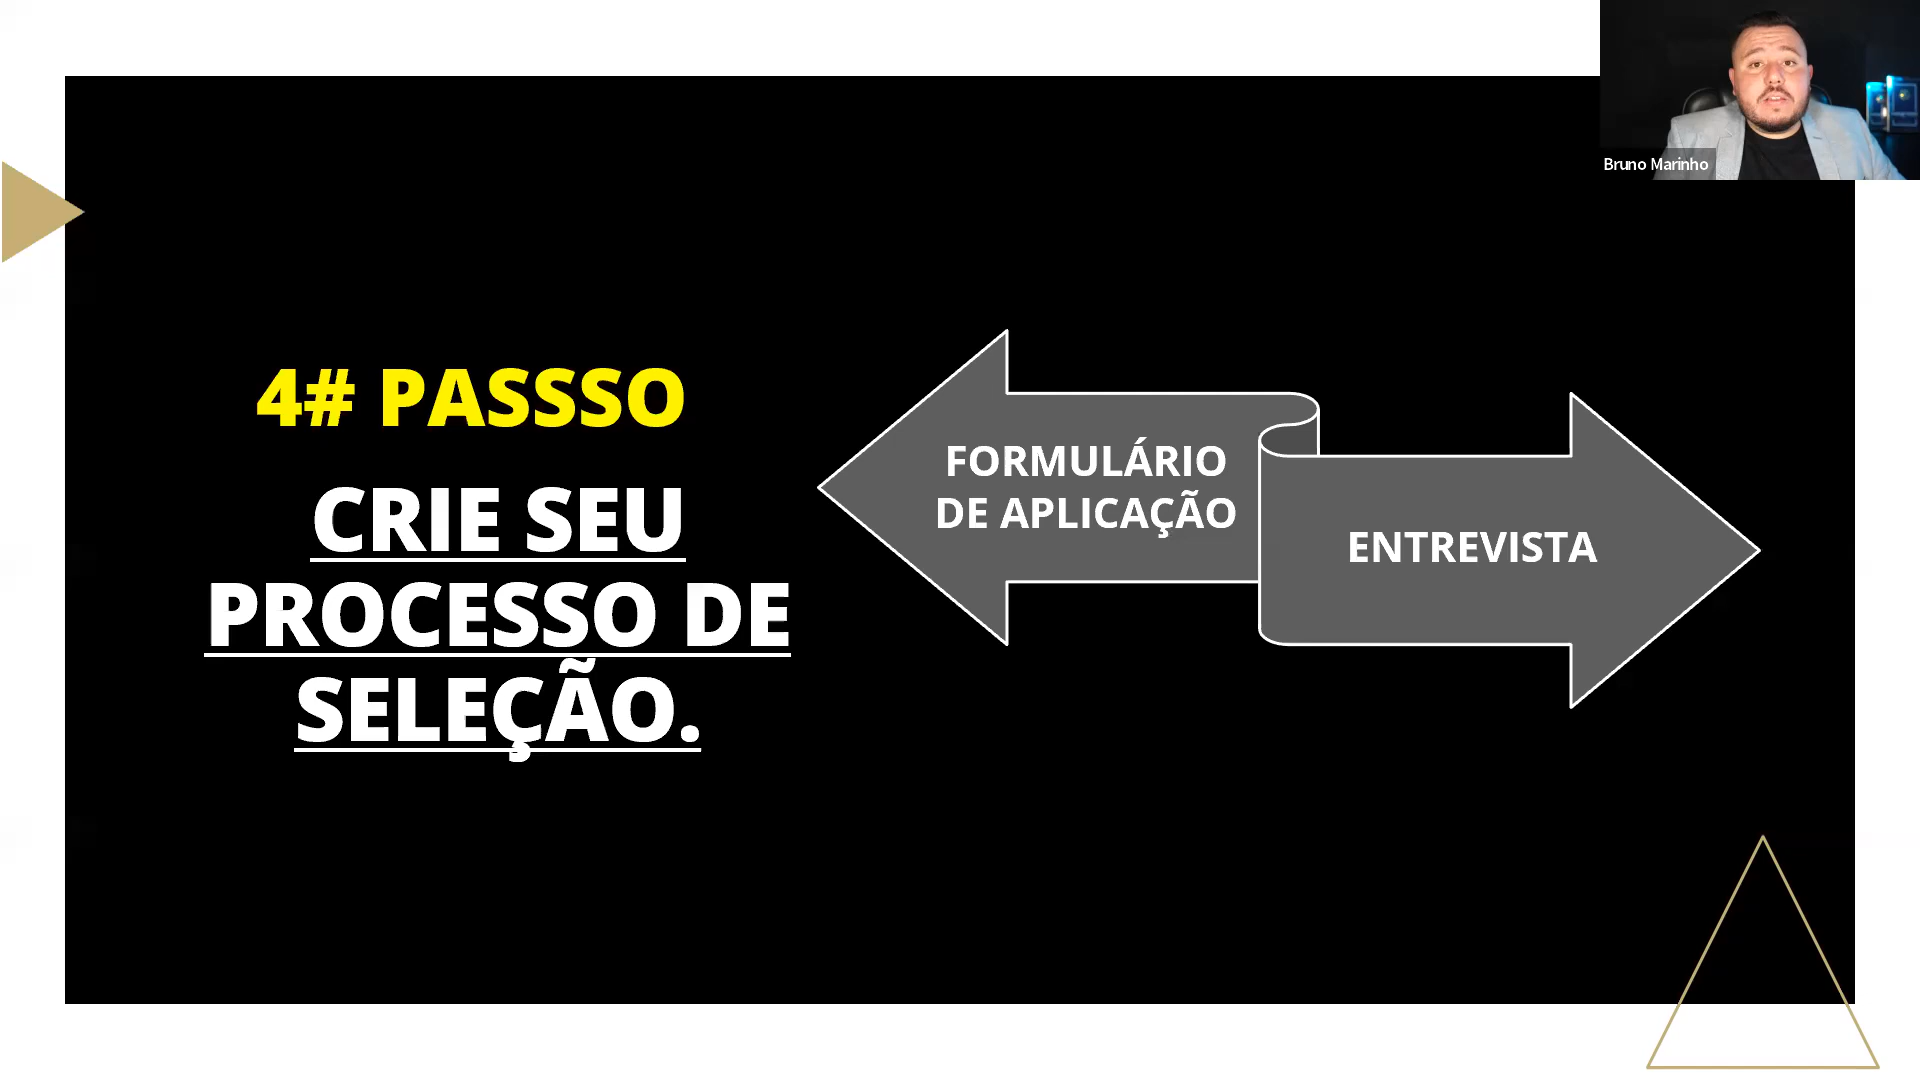 Bruno Marinho
4# PASSSO
CRIE SEU
PROCESSO DE
SELEÇÃO.
FORMULÁRIO
DE APLICAÇÃO
ENTREVISTA